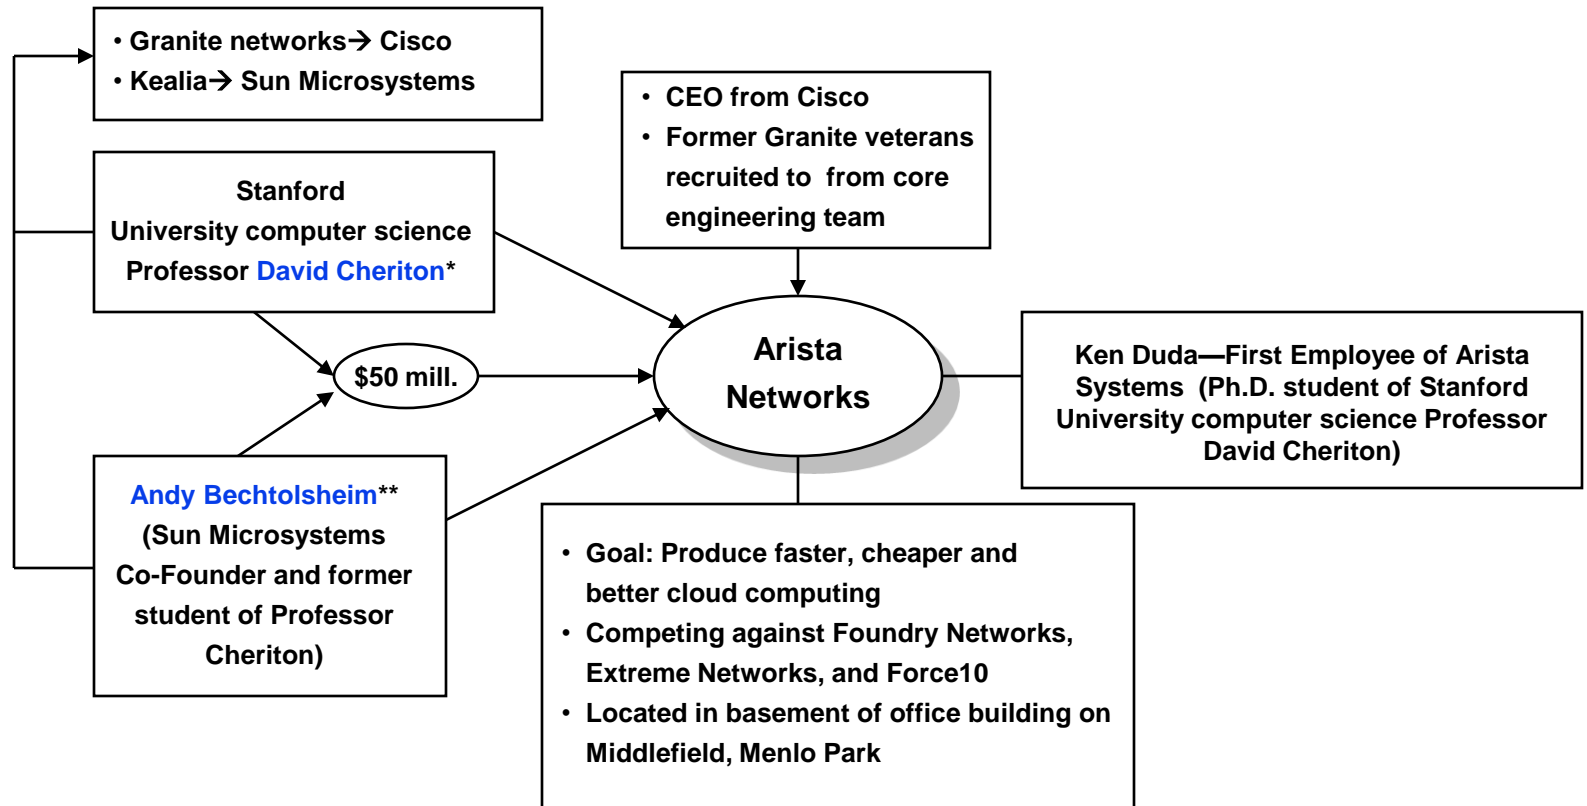 • Granite networks→ Cisco
• Kealia→ Sun Microsystems
• CEO from Cisco
• Former Granite veterans
recruited to from core
engineering team
Stanford
University computer science
Professor David Cheriton*
$50 mill.
Arista
Networks
Ken Duda—First Employee of Arista
Systems (Ph.D. student of Stanford
University computer science Professor
David Cheriton)
Andy Bechtolsheim**
(Sun Microsystems
Co-Founder and former
student of Professor
Cheriton)
• Goal: Produce faster, cheaper and
better cloud computing
• Competing against Foundry Networks,
Extreme Networks, and Force10
• Located in basement of office building on
Middlefield, Menlo Park